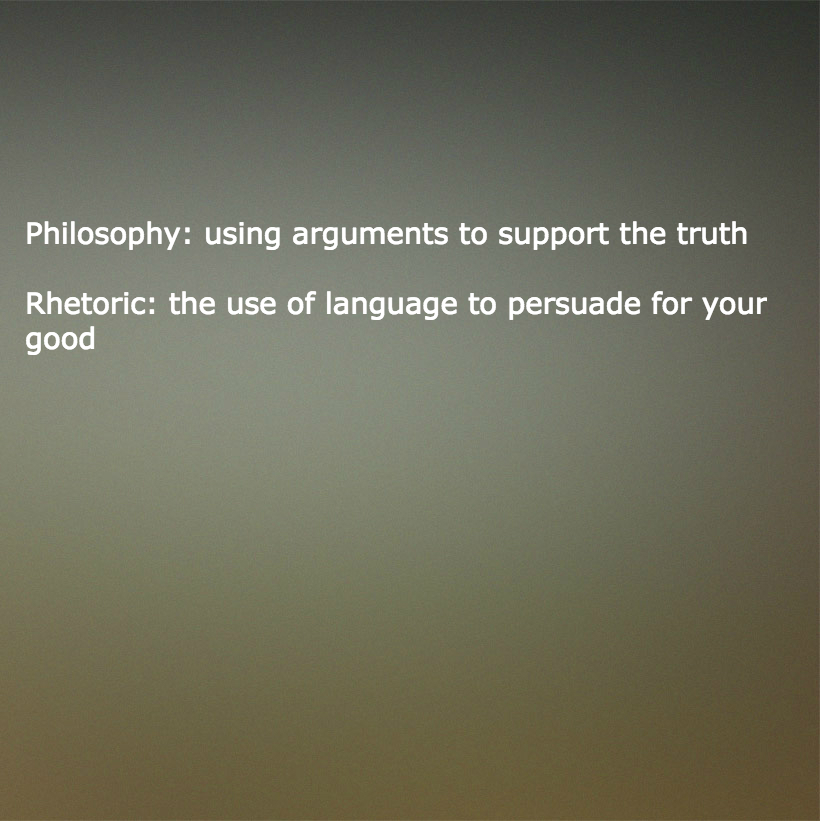 Philosophy: using arguments to support the truth
Rhetoric: the use of language to persuade for your
good